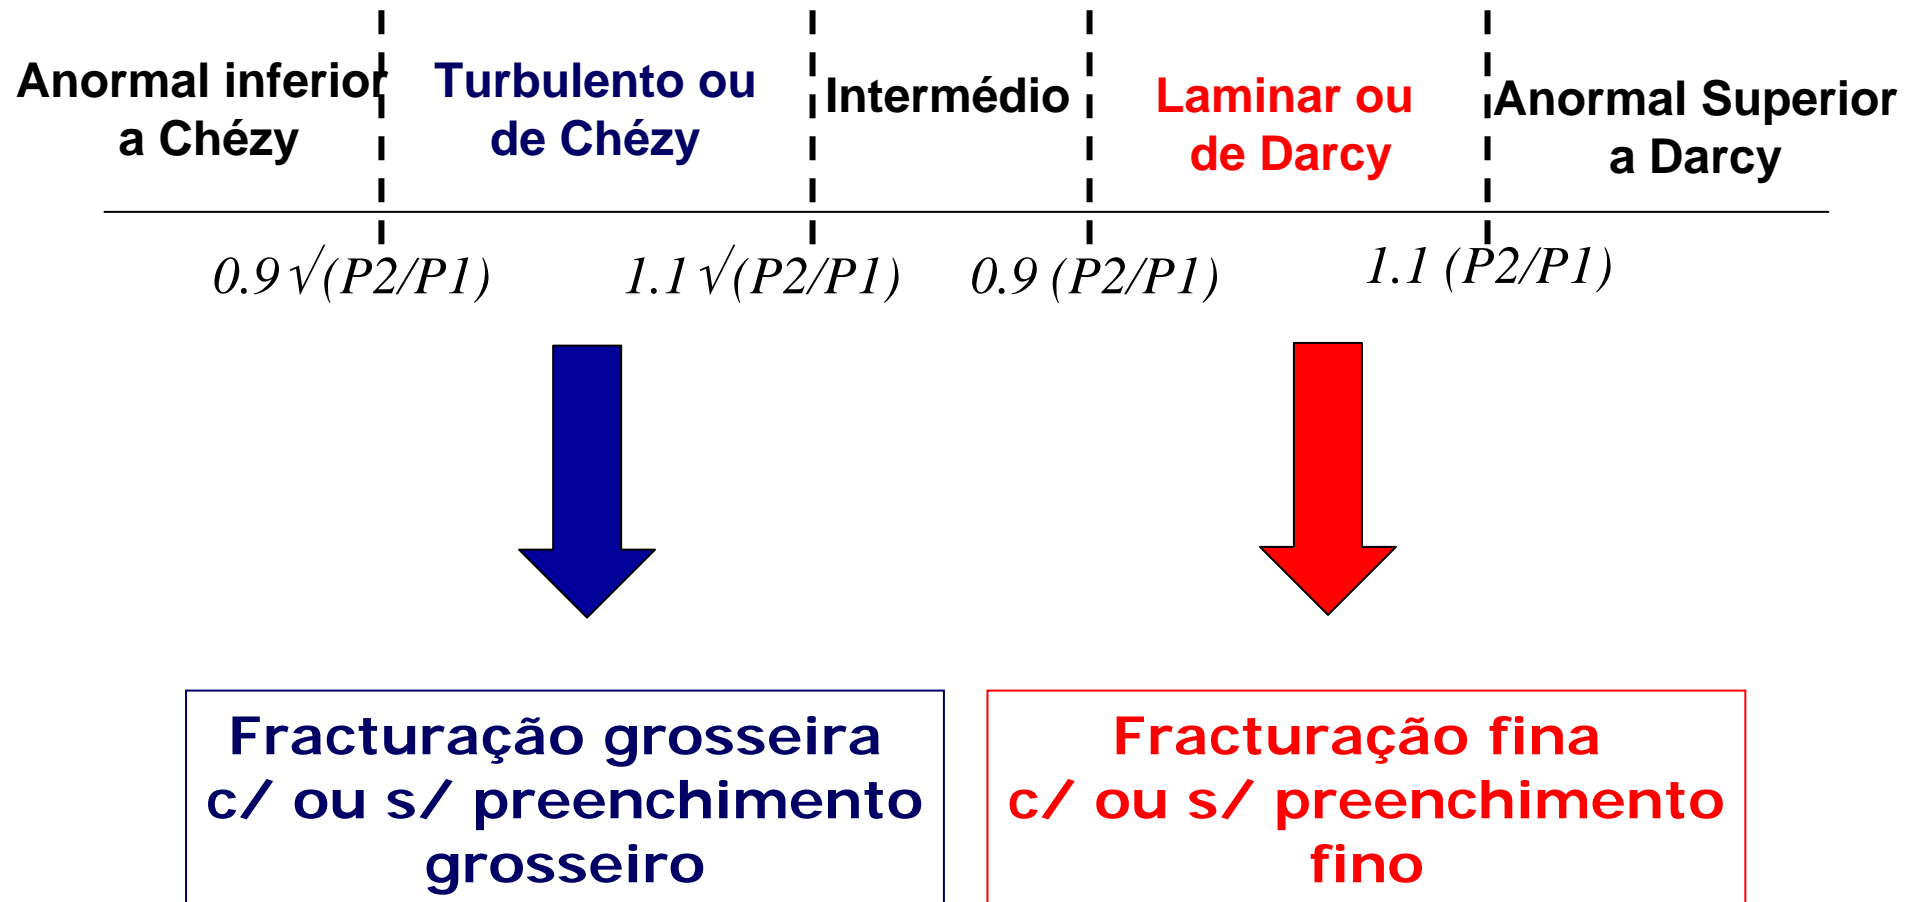 Anormal inferior
a Chézy
Turbulento ou
de Chézy
Intermédio
Laminar ou
de Darcy
Anormal Superior
a Darcy
0.9 √(P2/P1)
1.1 √(P2/P1)
0.9 (P2/P1)
1.1 (P2/P1)
Fracturação grosseira
c/ ou s/ preenchimento
grosseiro
Fracturação fina
c/ ou s/ preenchimento
fino